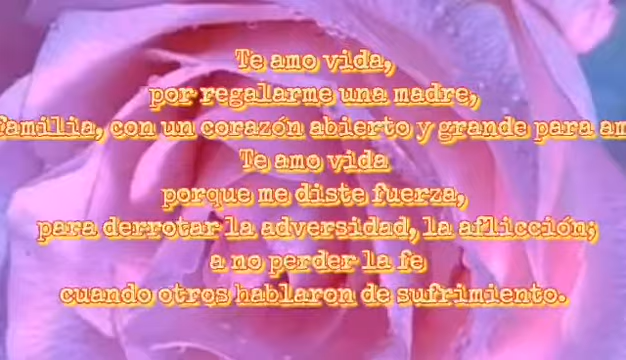 Te amo vida,
por regalarme una madre,
familia, con un corazón abierto y grande para am
Te amo vida
porque me diste fuerza,
para derrotar la adversidad, la aflicción;
a no perder la fe
cuando otros hablaron de sufrimiento.